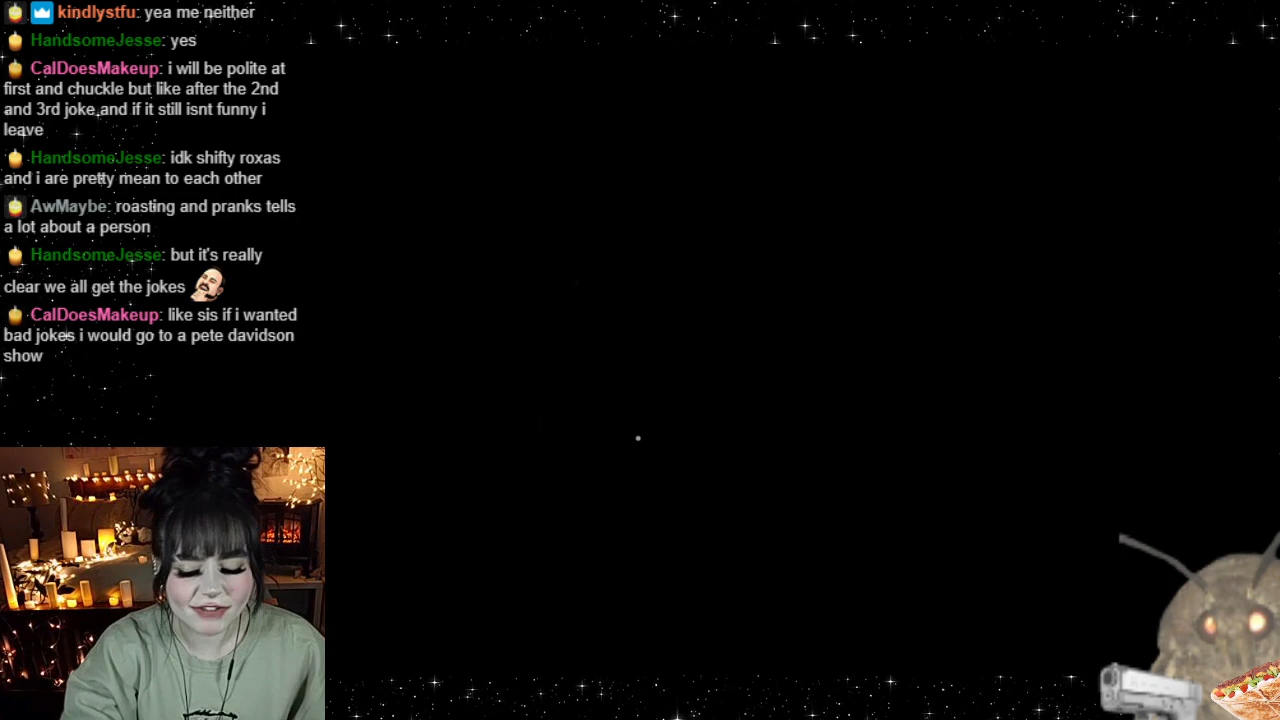 kindlystfu: yea me neither
HandsomeJesse: yes
CalDoesMakeup: i will be polite at
first and chuckle but like after the 2nd
and 3rd joke and if it still isnt funny i
leave
HandsomeJesse: idk shifty roxas
and i are pretty mean to each other
AwMaybe: roasting and pranks tells
a lot about a person
HandsomeJesse: but it's really
clear we all get the jokes
CalDoesMakeup: like sis if i wanted
bad jokes i would go to a pete davidson
show